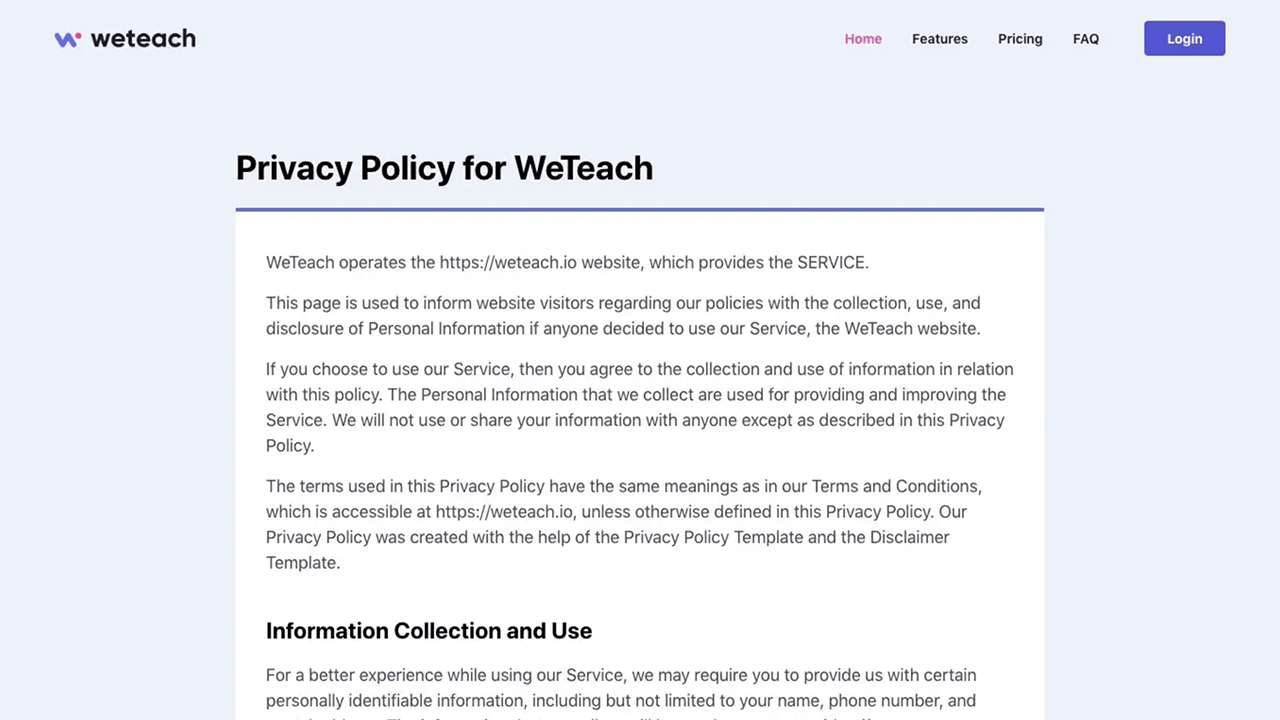 weteach
Home Features Pricing FAQ Login
Privacy Policy for WeTeach
WeTeach operates the https://weteach.io website, which provides the SERVICE.
This page is used to inform website visitors regarding our policies with the collection, use, and
disclosure of Personal Information if anyone decided to use our Service, the WeTeach website.
If you choose to use our Service, then you agree to the collection and use of information in relation
with this policy. The Personal Information that we collect are used for providing and improving the
Service. We will not use or share your information with anyone except as described in this Privacy
Policy.
The terms used in this Privacy Policy have the same meanings as in our Terms and Conditions,
which is accessible at https://weteach.io, unless otherwise defined in this Privacy Policy. Our
Privacy Policy was created with the help of the Privacy Policy Template and the Disclaimer
Template.
Information Collection and Use
For a better experience while using our Service, we may require you to provide us with certain
personally identifiable information, including but not limited to your name, phone number, and